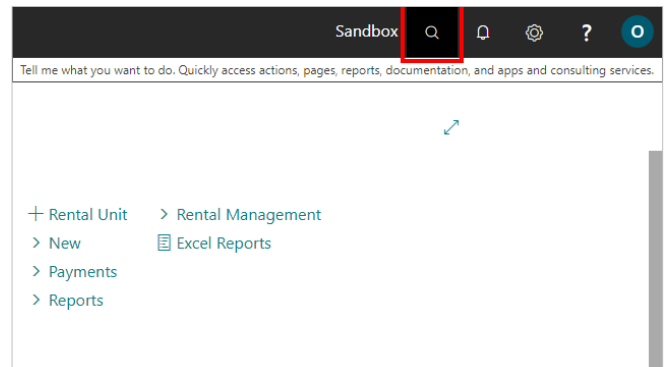 Sandbox ? O
Tell me what you want to do. Quickly access actions, pages, reports, documentation, and apps and consulting services.
+ Rental Unit > Rental Management
> New Excel Reports
> Payments
> Reports